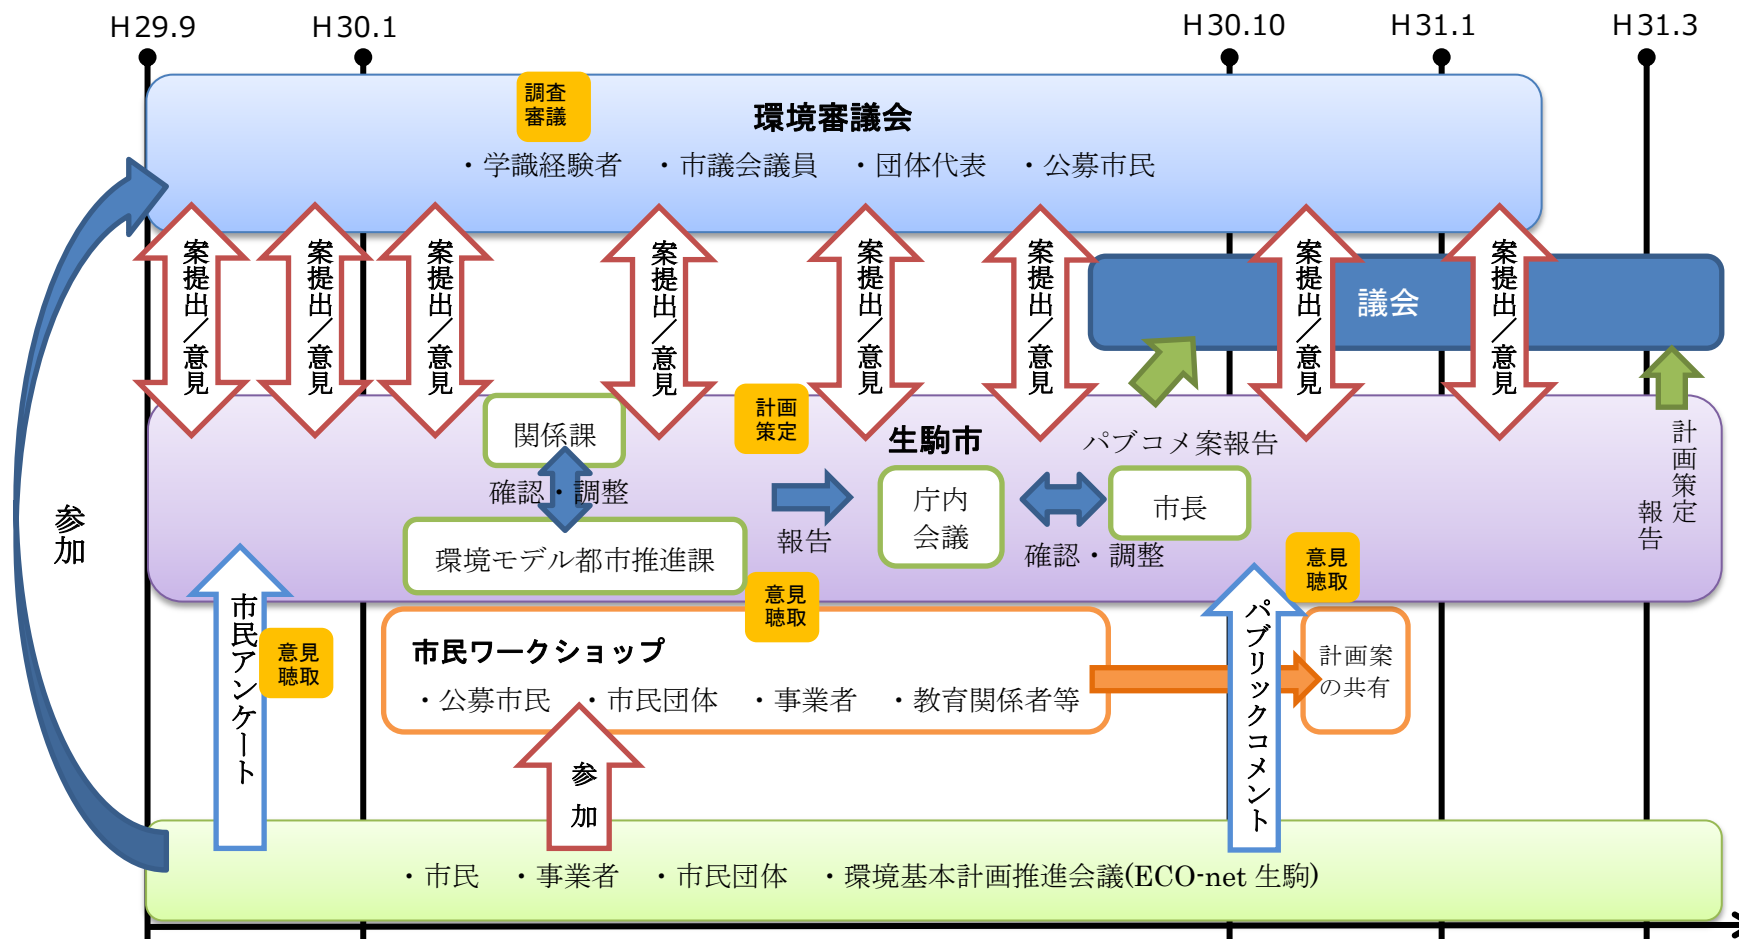 H29.9
H30.1
H30.10
H31.1
H31.3
調査
審議
環境審議会
・学識経験者　・市議会議員　・団体代表　・公募市民
案提出／意見
案提出／意見
案提出／意見
案提出／意見
案提出／意見
案提出／意見
案提出／意見
案提出／意見
議会
計画
策定
生駒市
関係課
確認・調整
環境モデル都市推進課
報告
庁内
会議
確認・調整
市長
パブコメ案報告
計画策定
報告
参加
意見
聴取
市民アンケート
意見
聴取
市民ワークショップ
・公募市民　・市民団体　・事業者　・教育関係者等
意見
聴取
パブリックコメント
計画案
の共有
参加
・市民　・事業者　・市民団体　・環境基本計画推進会議(ECO-net 生駒)